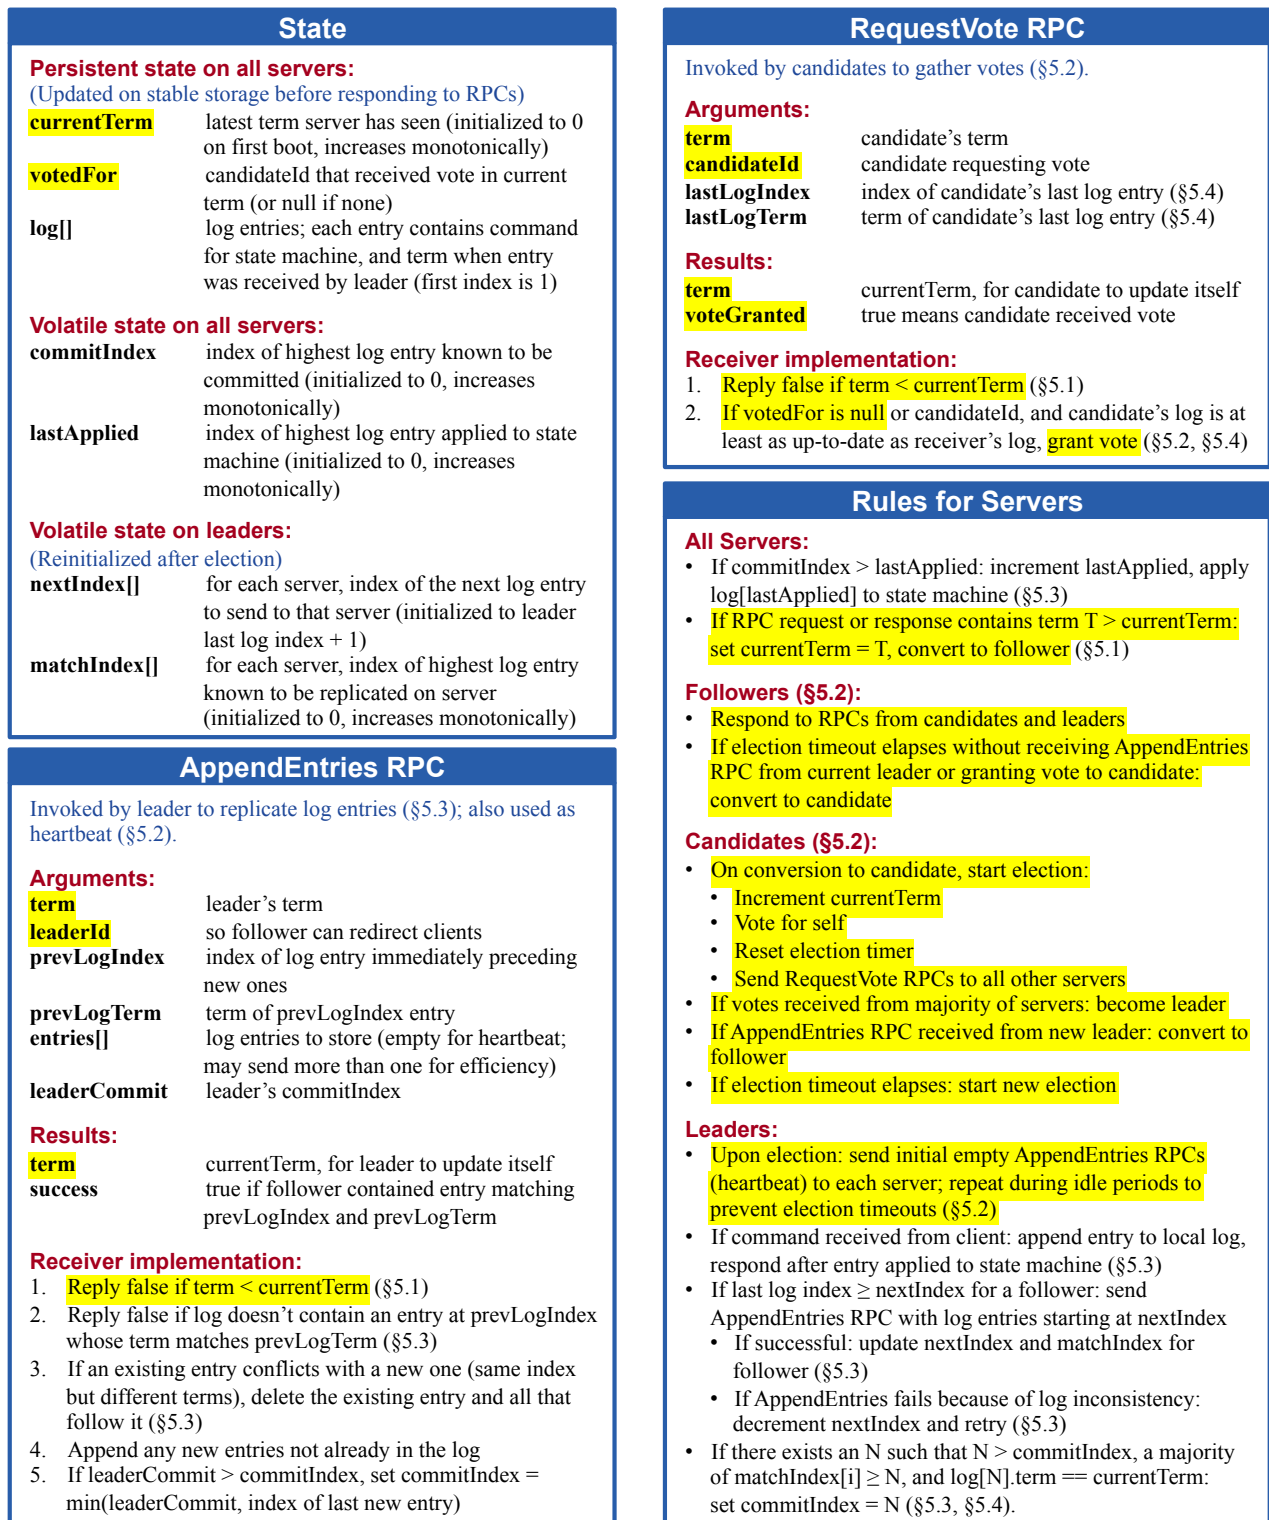 State
Persistent state on all servers:
(Updated on stable storage before responding to RPCs)
currentTerm latest term server has seen (initialized to 0
on first boot, increases monotonically)
votedFor candidateId that received vote in current
term (or null if none)
log[] log entries; each entry contains command
for state machine, and term when entry
was received by leader (first index is 1)
Volatile state on all servers:
commitIndex index of highest log entry known to be
committed (initialized to 0, increases
monotonically)
lastApplied index of highest log entry applied to state
machine (initialized to 0, increases
monotonically)
Volatile state on leaders:
(Reinitialized after election)
nextIndex[] for each server, index of the next log entry
to send to that server (initialized to leader
last log index + 1)
matchIndex[] for each server, index of highest log entry
known to be replicated on server
(initialized to 0, increases monotonically)
AppendEntries RPC
Invoked by leader to replicate log entries (§5.3); also used as
heartbeat (§5.2).
Arguments:
term leader's term
leaderId so follower can redirect clients
prevLogIndex index of log entry immediately preceding
new ones
prevLogTerm term of prevLogIndex entry
entries[] log entries to store (empty for heartbeat;
may send more than one for efficiency)
leaderCommit leader's commitIndex
Results:
term currentTerm, for leader to update itself
success true if follower contained entry matching
prevLogIndex and prevLogTerm
Receiver implementation:
1. Reply false if term < currentTerm (§5.1)
2. Reply false if log doesn't contain an entry at prevLogIndex
whose term matches prevLogTerm (§5.3)
3. If an existing entry conflicts with a new one (same index
but different terms), delete the existing entry and all that
follow it (§5.3)
4. Append any new entries not already in the log
5. If leaderCommit > commitIndex, set commitIndex =
min(leaderCommit, index of last new entry)
RequestVote RPC
Invoked by candidates to gather votes (§5.2).
Arguments:
term candidate's term
candidateId candidate requesting vote
lastLogIndex index of candidate's last log entry (§5.4)
lastLogTerm term of candidate's last log entry (§5.4)
Results:
term currentTerm, for candidate to update itself
voteGranted true means candidate received vote
Receiver implementation:
1. Reply false if term < currentTerm (§5.1)
2. If votedFor is null or candidateId, and candidate's log is at
least as up-to-date as receiver's log, grant vote (§5.2, §5.4)
Rules for Servers
All Servers:
• If commitIndex > lastApplied: increment lastApplied, apply
log[lastApplied] to state machine (§5.3)
• If RPC request or response contains term T > currentTerm:
set currentTerm = T, convert to follower (§5.1)
Followers (§5.2):
• Respond to RPCs from candidates and leaders
• If election timeout elapses without receiving AppendEntries
RPC from current leader or granting vote to candidate:
convert to candidate
Candidates (§5.2):
• On conversion to candidate, start election:
• Increment currentTerm
• Vote for self
• Reset election timer
• Send RequestVote RPCs to all other servers
• If votes received from majority of servers: become leader
• If AppendEntries RPC received from new leader: convert to
follower
• If election timeout elapses: start new election
Leaders:
• Upon election: send initial empty AppendEntries RPCs
(heartbeat) to each server; repeat during idle periods to
prevent election timeouts (§5.2)
• If command received from client: append entry to local log,
respond after entry applied to state machine (§5.3)
• If last log index ≥ nextIndex for a follower: send
AppendEntries RPC with log entries starting at nextIndex
• If successful: update nextIndex and matchIndex for
follower (§5.3)
• If AppendEntries fails because of log inconsistency:
decrement nextIndex and retry (§5.3)
• If there exists an N such that N > commitIndex, a majority
of matchIndex[i] ≥ N, and log[N].term == currentTerm:
set commitIndex = N (§5.3, §5.4).